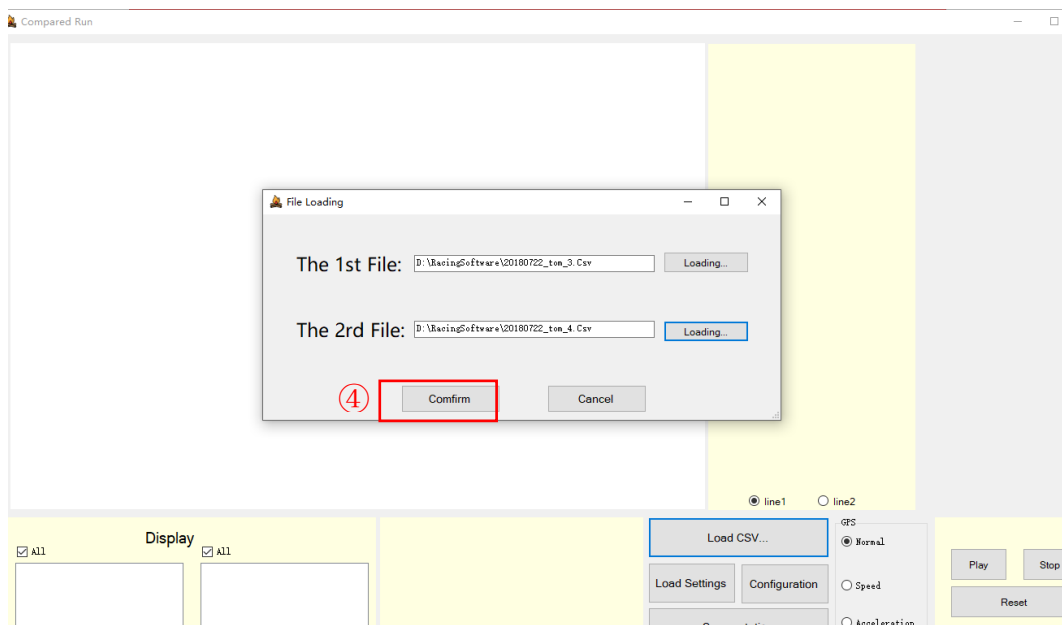 Compared Run
File Loading
The 1st File: D:\RacingSoftware\20180722_tom_3.Csv Loading...
The 2rd File: D:\RacingSoftware\20180722_tom_4.Csv Loading...
④ Comfirm Cancel
line1 line2
Display
All All
Load CSV...
Load Settings Configuration
GPS
Normal
Speed
Acceleration
Play Stop
Reset